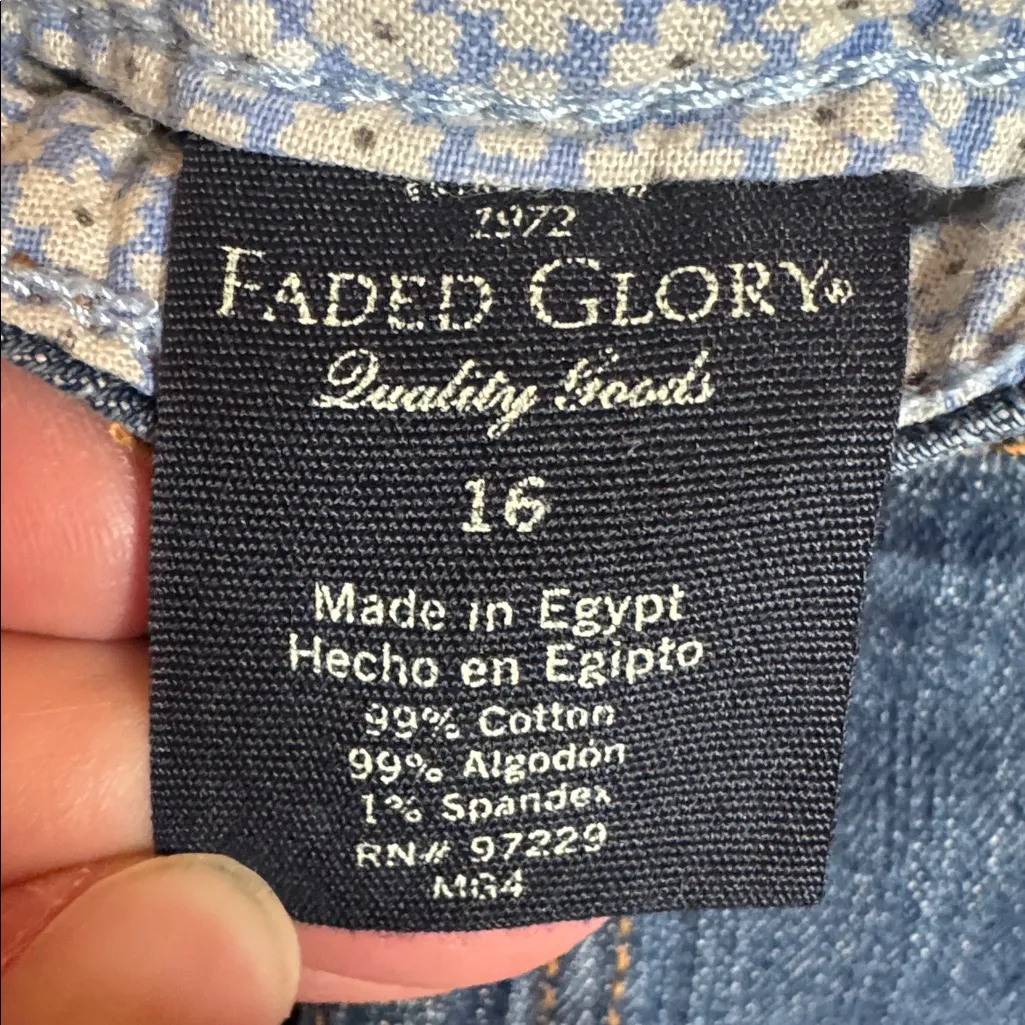 1972
FADED GLORY®
Quality Goods
16
Made in Egypt
Hecho en Egipto
99% Cotton
99% Algodón
1% Spandex
RN# 97229
MG4